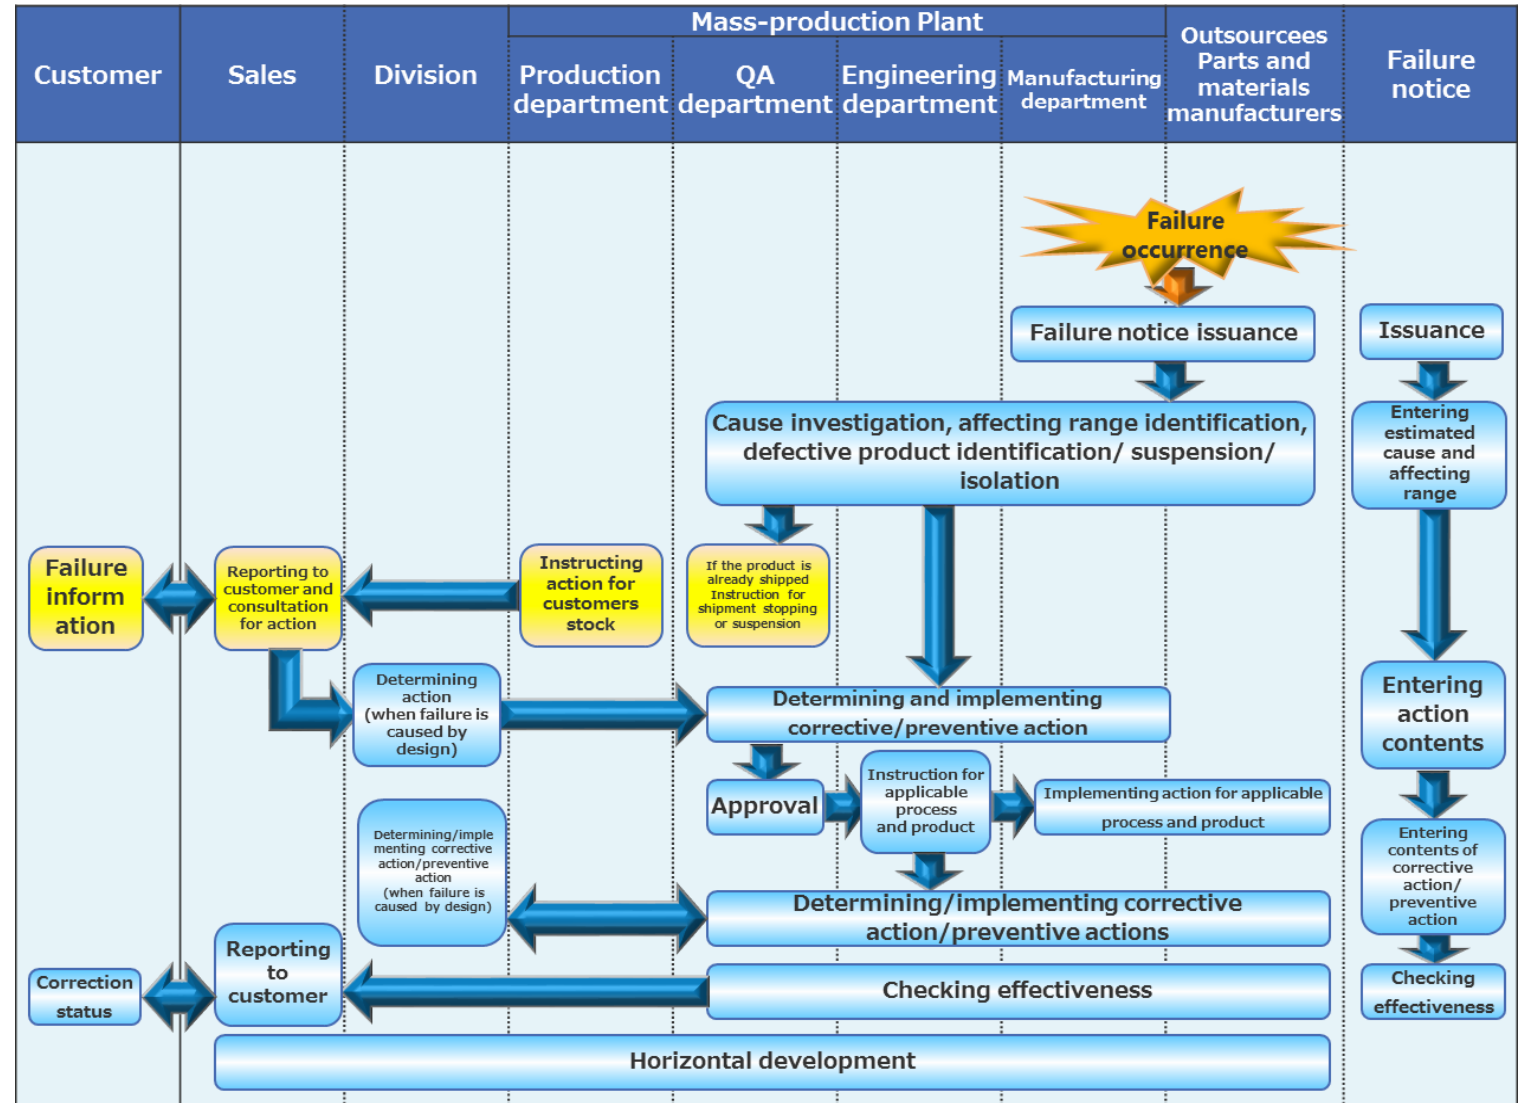 Mass-production Plant
Customer
Sales
Division
Production
department
QA
department
Engineering
department
Manufacturing
department
Outsourcees
Parts and
materials
manufacturers
Failure
notice
Failure
occurrence
Failure notice issuance
Issuance
Cause investigation, affecting range identification,
defective product identification/ suspension/
isolation
Entering
estimated
cause and
affecting
range
Failure
inform
ation
Reporting to
customer and
consultation
for action
Instructing
action for
customers
stock
If the product is
already shipped
Instruction for
shipment stopping
or suspension
Determining
action
(when failure is
caused by
design)
Determining and implementing
corrective/preventive action
Entering
action
contents
Approval
Instruction for
applicable
process
and product
Implementing action for applicable
process and product
Determining/imple
menting corrective
action/preventive
action
(when failure is
caused by design)
Entering
contents of
corrective
action/
preventive
action
Determining/implementing corrective
action/preventive actions
Reporting
to
customer
Correction
status
Checking effectiveness
Checking
effectiveness
Horizontal development